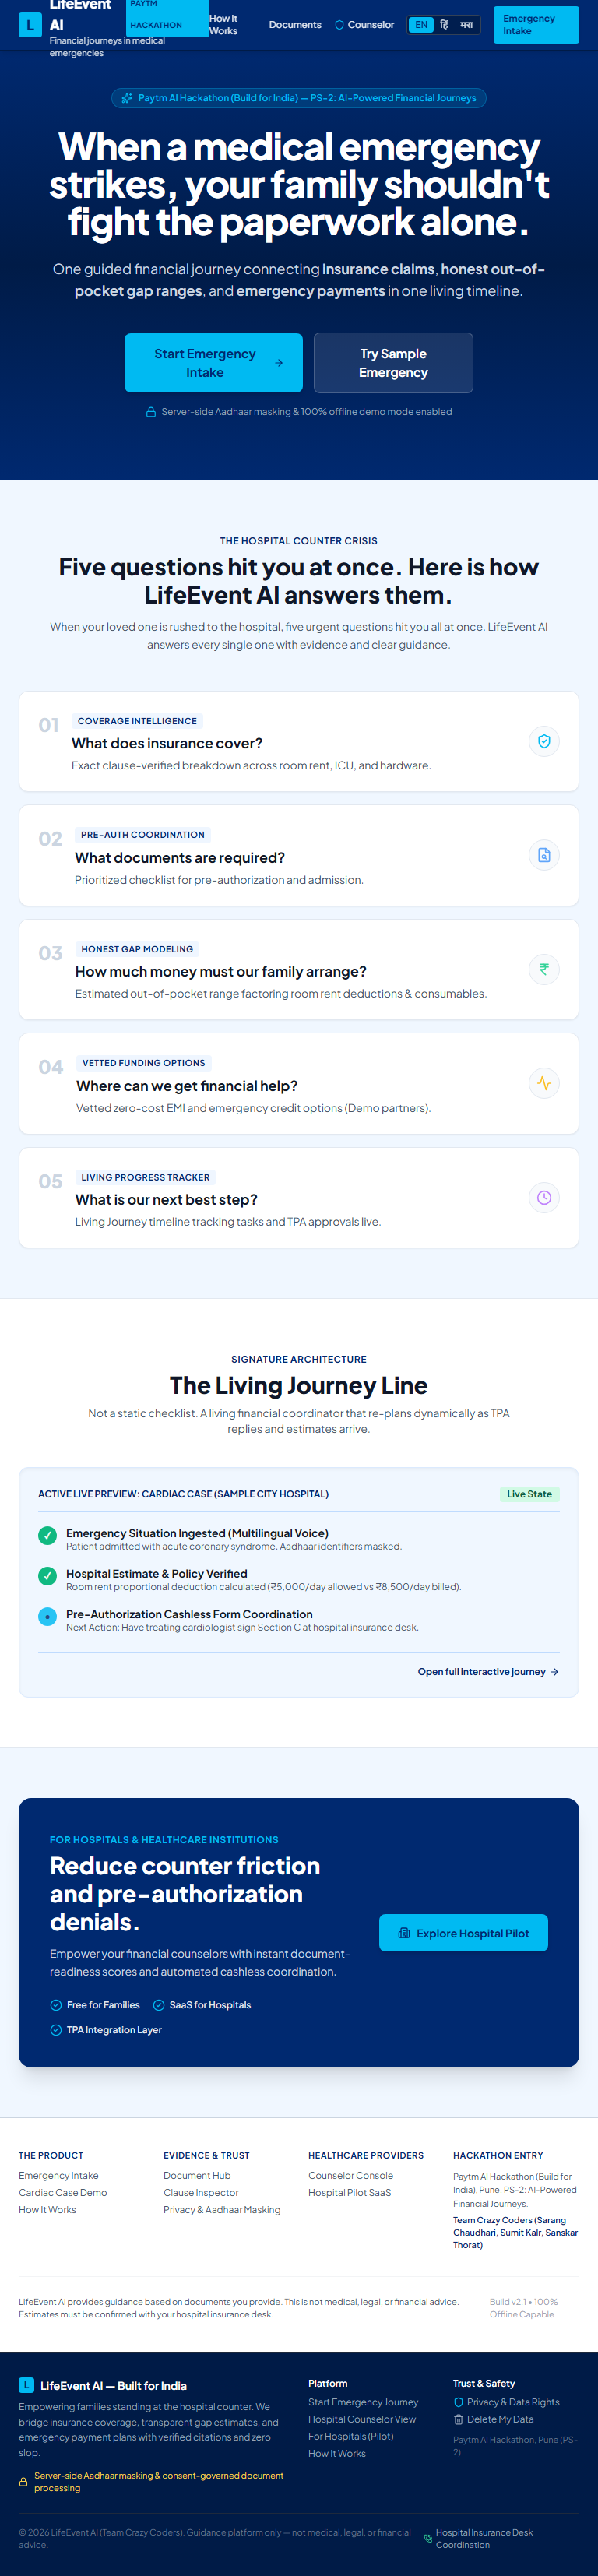 L
LifeEvent AI
PAYTM HACKATHON
Financial journeys in medical emergencies
How It Works
Documents
Counselor
EN
हिं
मरा
Emergency Intake
Paytm AI Hackathon (Build for India) — PS-2: AI-Powered Financial Journeys
When a medical emergency
strikes, your family shouldn't
fight the paperwork alone.
One guided financial journey connecting insurance claims, honest out-of-
pocket gap ranges, and emergency payments in one living timeline.
Start Emergency
Intake
Try Sample
Emergency
Server-side Aadhaar masking & 100% offline demo mode enabled
THE HOSPITAL COUNTER CRISIS
Five questions hit you at once. Here is how
LifeEvent AI answers them.
When your loved one is rushed to the hospital, five urgent questions hit you all at once. LifeEvent AI
answers every single one with evidence and clear guidance.
01
COVERAGE INTELLIGENCE
What does insurance cover?
Exact clause-verified breakdown across room rent, ICU, and hardware.
02
PRE-AUTH COORDINATION
What documents are required?
Prioritized checklist for pre-authorization and admission.
03
HONEST GAP MODELING
How much money must our family arrange?
Estimated out-of-pocket range factoring room rent deductions & consumables.
04
VETTED FUNDING OPTIONS
Where can we get financial help?
Vetted zero-cost EMI and emergency credit options (Demo partners).
05
LIVING PROGRESS TRACKER
What is our next best step?
Living Journey timeline tracking tasks and TPA approvals live.
SIGNATURE ARCHITECTURE
The Living Journey Line
Not a static checklist. A living financial coordinator that re-plans dynamically as TPA
replies and estimates arrive.
ACTIVE LIVE PREVIEW: CARDIAC CASE (SAMPLE CITY HOSPITAL)
Live State
Emergency Situation Ingested (Multilingual Voice)
Patient admitted with acute coronary syndrome. Aadhaar identifiers masked.
Hospital Estimate & Policy Verified
Room rent proportional deduction calculated (₹5,000/day allowed vs ₹8,500/day billed).
Pre-Authorization Cashless Form Coordination
Next Action: Have treating cardiologist sign Section C at hospital insurance desk.
Open full interactive journey →
FOR HOSPITALS & HEALTHCARE INSTITUTIONS
Reduce counter friction
and pre-authorization
denials.
Empower your financial counselors with instant document-
readiness scores and automated cashless coordination.
Explore Hospital Pilot
Free for Families
SaaS for Hospitals
TPA Integration Layer
THE PRODUCT
Emergency Intake
Cardiac Case Demo
How It Works
EVIDENCE & TRUST
Document Hub
Clause Inspector
Privacy & Aadhaar Masking
HEALTHCARE PROVIDERS
Counselor Console
Hospital Pilot SaaS
HACKATHON ENTRY
Paytm AI Hackathon (Build for
India), Pune. PS-2: AI-Powered
Financial Journeys.
Team Crazy Coders (Sarang
Chaudhari, Sumit Kalr, Sanskar
Thorat)
LifeEvent AI provides guidance based on documents you provide. This is not medical, legal, or financial advice.
Estimates must be confirmed with your hospital insurance desk.
Build v2.1 • 100%
Offline Capable
L
LifeEvent AI — Built for India
Empowering families standing at the hospital counter. We
bridge insurance coverage, transparent gap estimates, and
emergency payment plans with verified citations and zero
slop.
Server-side Aadhaar masking & consent-governed document
processing
Platform
Start Emergency Journey
Hospital Counselor View
For Hospitals (Pilot)
How It Works
Trust & Safety
Privacy & Data Rights
Delete My Data
Paytm AI Hackathon, Pune (PS-
2)
© 2026 LifeEvent AI (Team Crazy Coders). Guidance platform only — not medical, legal, or financial
advice.
Hospital Insurance Desk
Coordination